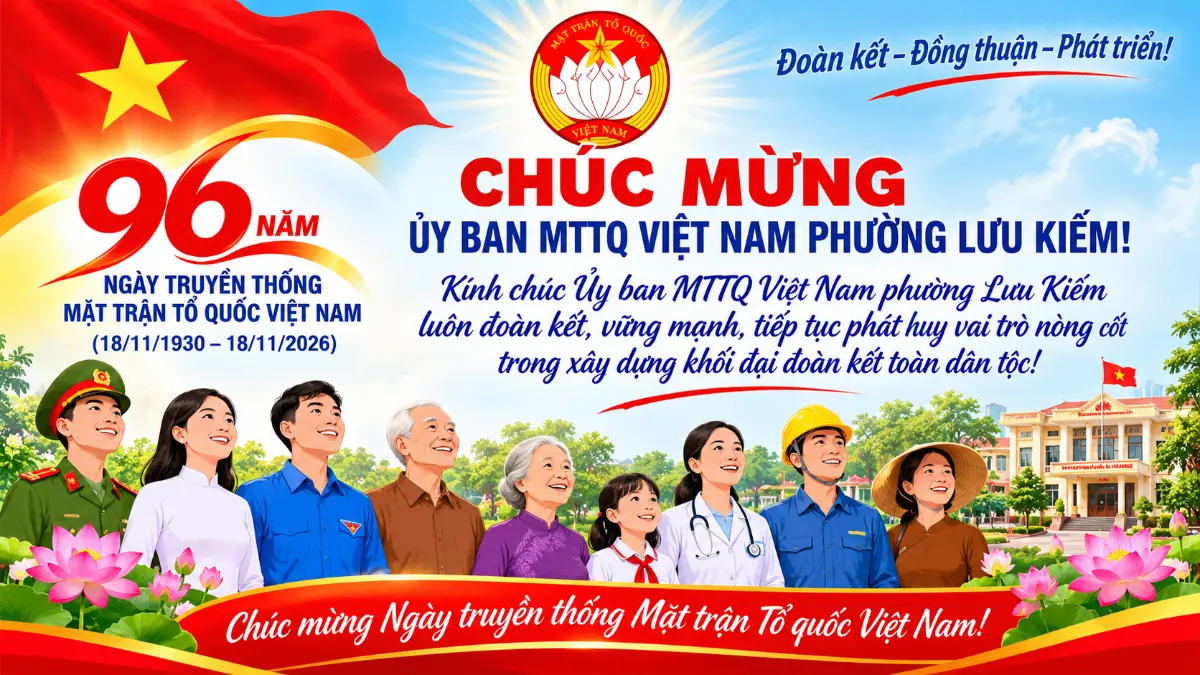 MẶT TRẬN TỔ QUỐC
VIỆT NAM
Đoàn kết – Đồng thuận – Phát triển!
96 NĂM
NGÀY TRUYỀN THỐNG
MẶT TRẬN TỔ QUỐC VIỆT NAM
(18/11/1930 – 18/11/2026)
CHÚC MỪNG
ỦY BAN MTTQ VIỆT NAM PHƯỜNG LƯU KIẾM!
Kính chúc Ủy ban MTTQ Việt Nam phường Lưu Kiếm
luôn đoàn kết, vững mạnh, tiếp tục phát huy vai trò nòng cốt
trong xây dựng khối đại đoàn kết toàn dân tộc!
Chúc mừng Ngày truyền thống Mặt trận Tổ quốc Việt Nam!